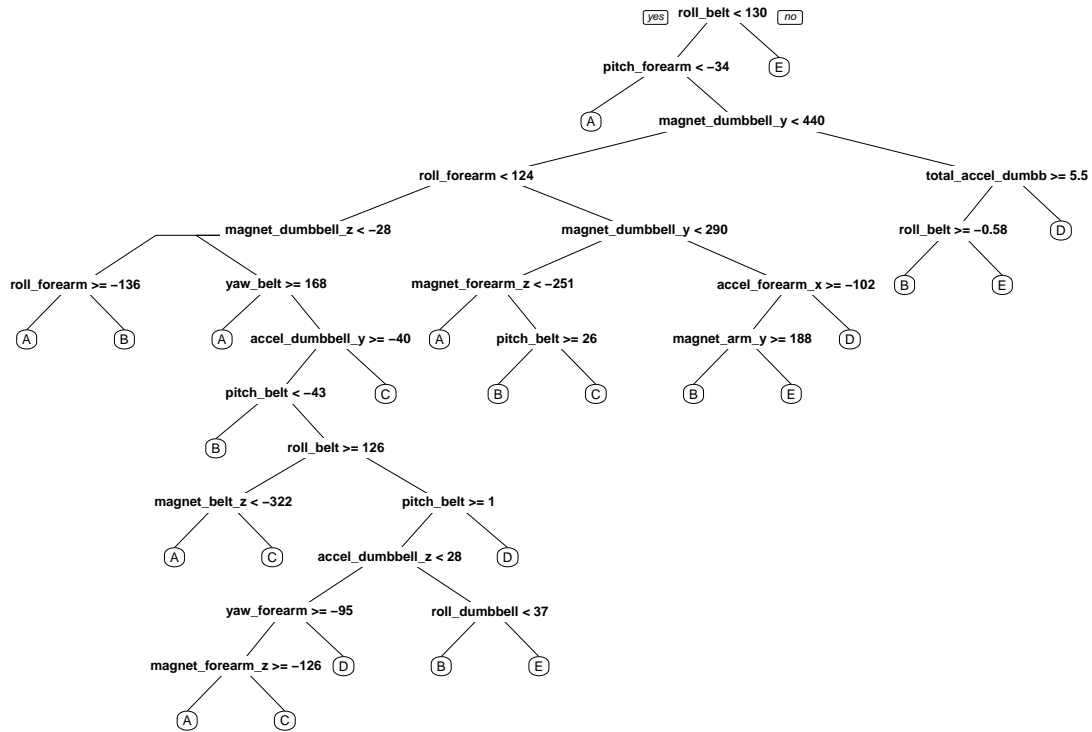 yes roll_belt < 130 no
pitch_forearm < −34 E
A magnet_dumbbell_y < 440
roll_forearm < 124 total_accel_dumbb >= 5.5
magnet_dumbbell_z < −28 magnet_dumbbell_y < 290 roll_belt >= −0.58 D
roll_forearm >= −136 yaw_belt >= 168 magnet_forearm_z < −251 accel_forearm_x >= −102 B E
A B A accel_dumbbell_y >= −40 A pitch_belt >= 26 magnet_arm_y >= 188 D
pitch_belt < −43 C B C B E
B roll_belt >= 126
magnet_belt_z < −322 pitch_belt >= 1
A C accel_dumbbell_z < 28 D
yaw_forearm >= −95 roll_dumbbell < 37
magnet_forearm_z >= −126 D B E
A C